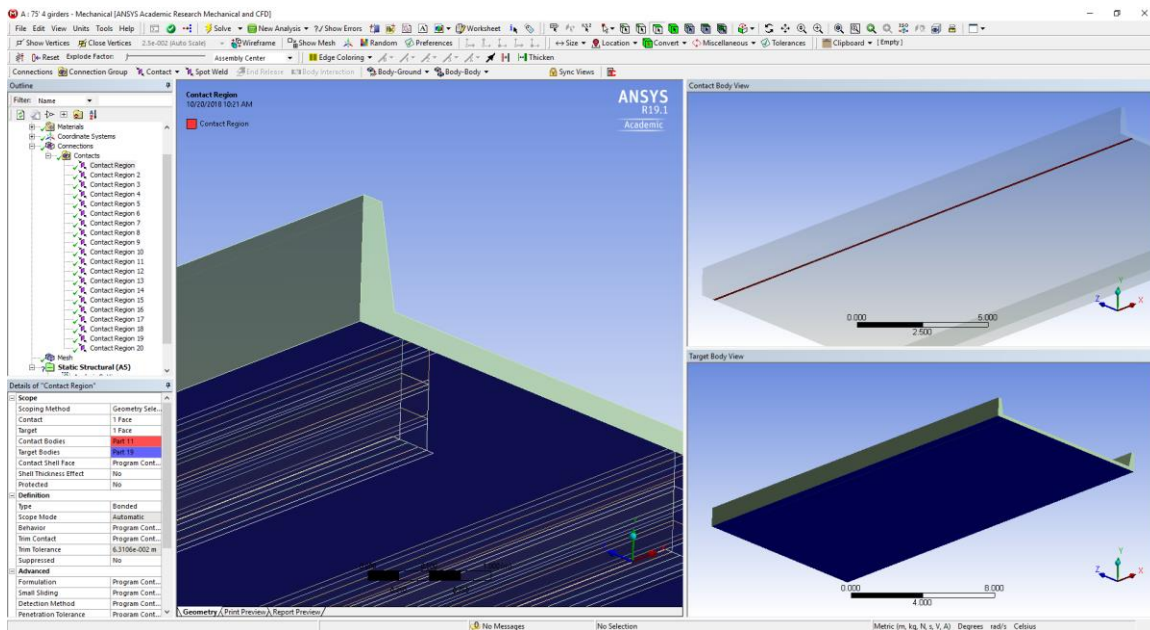 A : 75' 4 girders - Mechanical [ANSYS Academic Research Mechanical and CFD]
File Edit View Units Tools Help Solve New Analysis ?/ Show Errors Worksheet
Show Vertices Close Vertices 2.5e-002 (Auto Scale) Wireframe Show Mesh Random Preferences Size Location Convert Miscellaneous Tolerances Clipboard [Empty]
Reset Explode Factor: Assembly Center Edge Coloring Thicken
Connections Connection Group Contact Spot Weld End Release Body Interaction Body-Ground Body-Body Sync Views
Outline
Filter: Name
Materials
Coordinate Systems
Connections
Contacts
Contact Region
Contact Region 2
Contact Region 3
Contact Region 4
Contact Region 5
Contact Region 6
Contact Region 7
Contact Region 8
Contact Region 9
Contact Region 10
Contact Region 11
Contact Region 12
Contact Region 13
Contact Region 14
Contact Region 15
Contact Region 16
Contact Region 17
Contact Region 18
Contact Region 19
Contact Region 20
Mesh
Static Structural (A5)
Details of "Contact Region"
Scope
Scoping Method Geometry Sele...
Contact 1 Face
Target 1 Face
Contact Bodies Part 11
Target Bodies Part 19
Contact Shell Face Program Cont...
Shell Thickness Effect No
Protected No
Definition
Type Bonded
Scope Mode Automatic
Behavior Program Cont...
Trim Contact Program Cont...
Trim Tolerance 6.3106e-002 m
Suppressed No
Advanced
Formulation Program Cont...
Small Sliding Program Cont...
Detection Method Program Cont...
Penetration Tolerance Program Cont...
Contact Region
10/20/2018 10:21 AM
Contact Region
ANSYS
R19.1
Academic
Geometry Print Preview Report Preview
Contact Body View
0.000 5.000
2.500
Y
Z X
Target Body View
0.000 8.000
4.000
Y
Z X
No Messages No Selection Metric (m, kg, N, s, V, A) Degrees rad/s Celsius